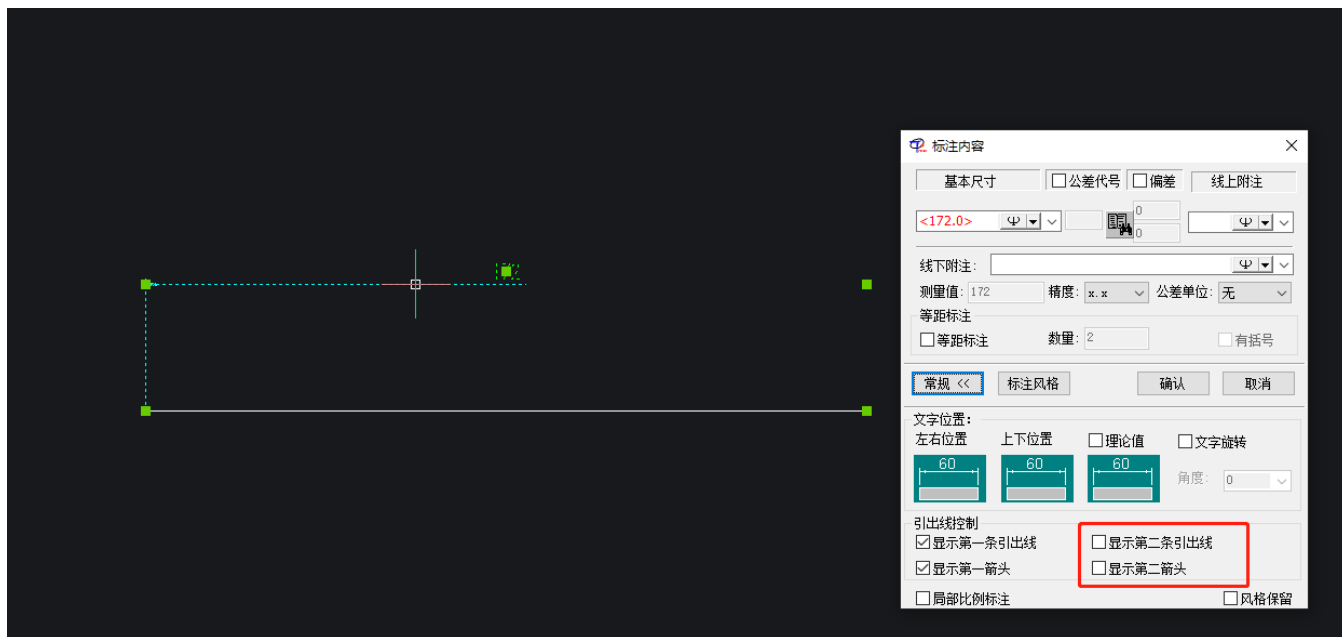 标注内容
基本尺寸 公差代号 偏差 线上附注
<172.0> 0
0
线下附注:
测量值: 172 精度: x.x 公差单位: 无
等距标注
等距标注 数量: 2 有括号
常规 << 标注风格 确认 取消
文字位置:
左右位置 上下位置 理论值 文字旋转
60 60 60
角度: 0
引出线控制
显示第一条引出线 显示第二条引出线
显示第一箭头 显示第二箭头
局部比例标注 风格保留